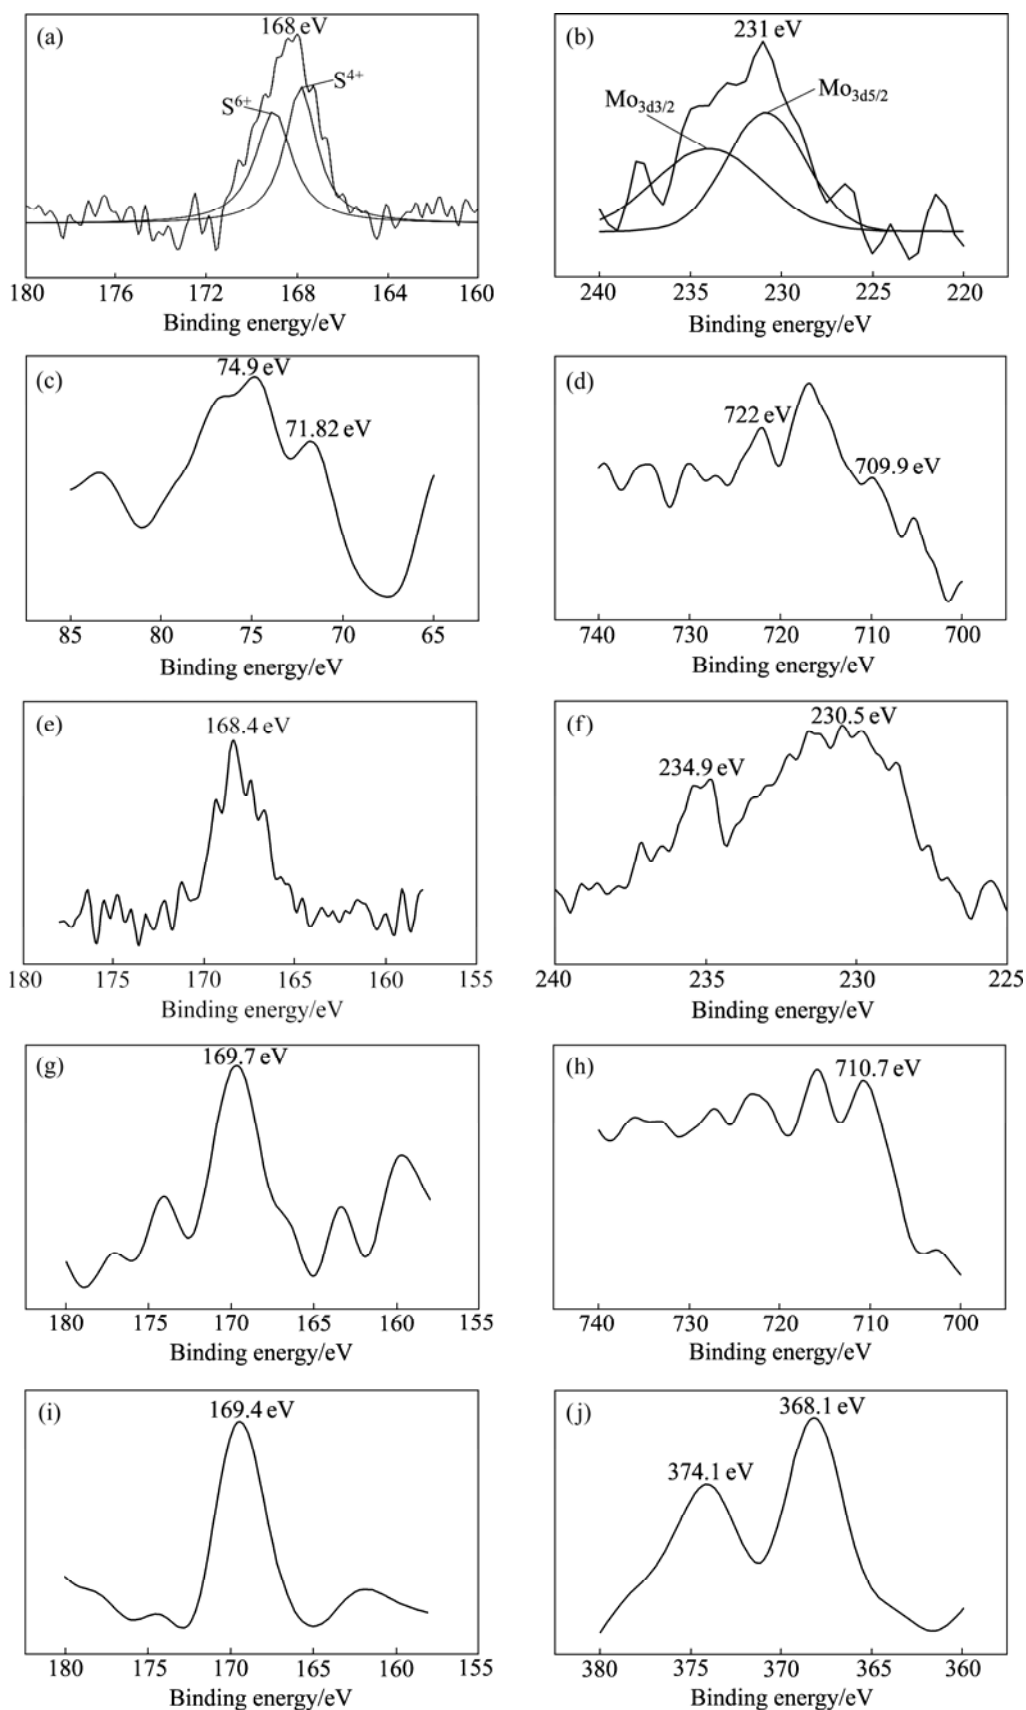 (a) 168 eV
S⁴⁺
S⁶⁺
180 176 172 168 164 160
Binding energy/eV
(b) 231 eV
Mo₃d₃/₂ Mo₃d₅/₂
240 235 230 225 220
Binding energy/eV
(c) 74.9 eV
71.82 eV
85 80 75 70 65
Binding energy/eV
(d)
722 eV
709.9 eV
740 730 720 710 700
Binding energy/eV
(e) 168.4 eV
180 175 170 165 160 155
Binding energy/eV
230.5 eV (f)
234.9 eV
240 235 230 225
Binding energy/eV
(g) 169.7 eV
180 175 170 165 160 155
Binding energy/eV
(h) 710.7 eV
740 730 720 710 700
Binding energy/eV
(i) 169.4 eV
180 175 170 165 160 155
Binding energy/eV
(j) 368.1 eV
374.1 eV
380 370 368 365 360
Binding energy/eV